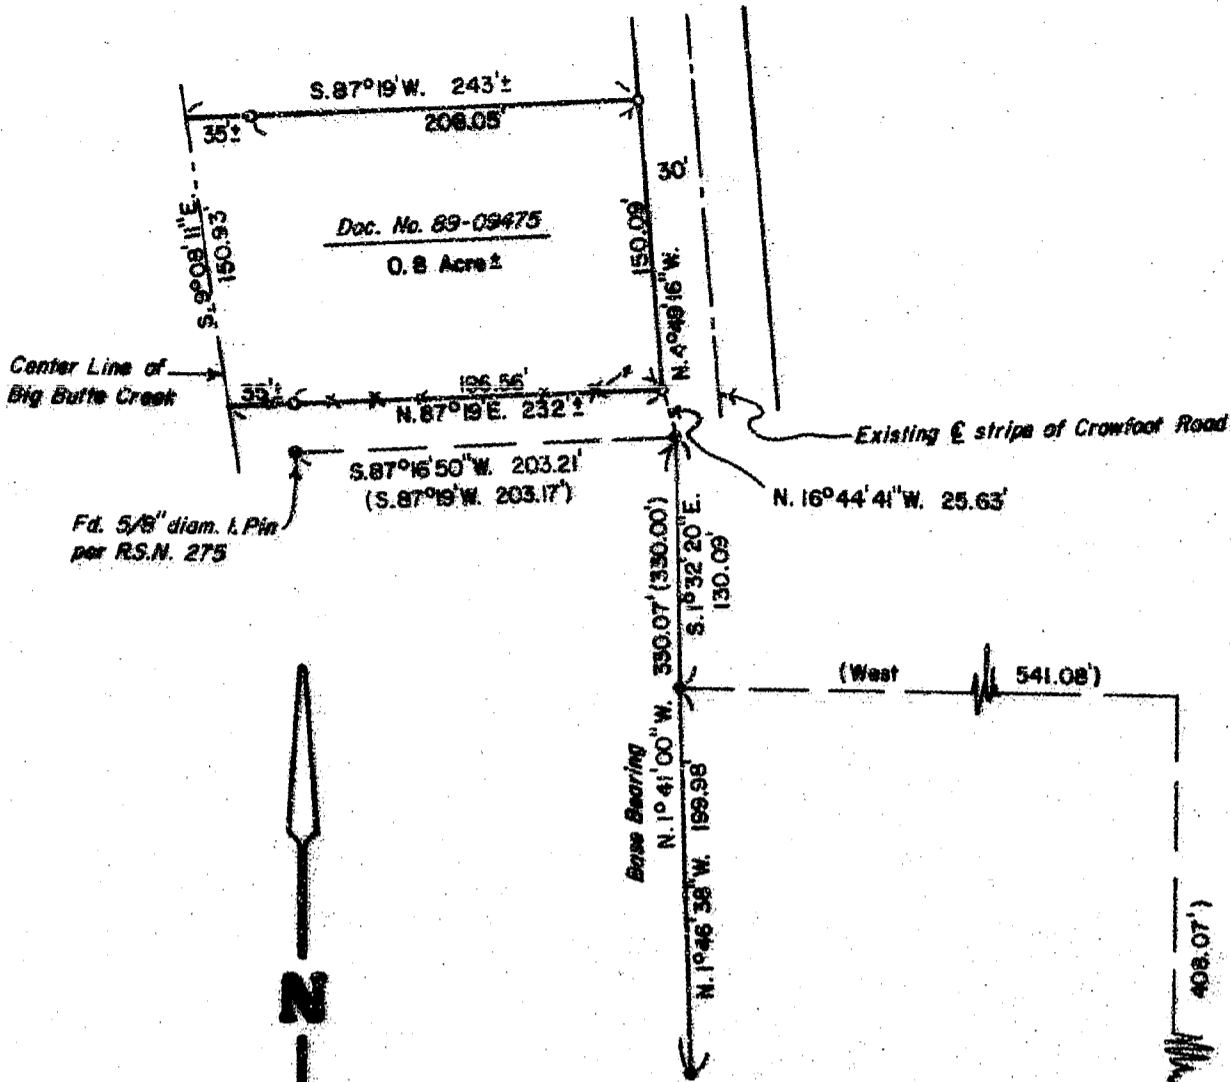 S.87°19'W. 243'±
35'±
208.05'
30'
Doc. No. 89-09475
0.8 Acre±
S.9°08'11"E.
150.93'
150.09'
N.4°49'16"W.
Center Line of
Big Butte Creek
35'±
196.56'
N.87°19'E. 232'±
Existing ℄ stripe of Crowfoot Road
S.87°16'50"W. 203.21'
(S.87°19'W. 203.17')
N.16°44'41"W. 25.63'
Fd. 5/8" diam. I. Pin
per R.S.N. 275
330.07' (330.00')
S.1°32'20"E.
130.09'
(West 541.08')
Base Bearing
N.1°41'00"W.
N.1°46'38"W. 199.98'
408.07')
N